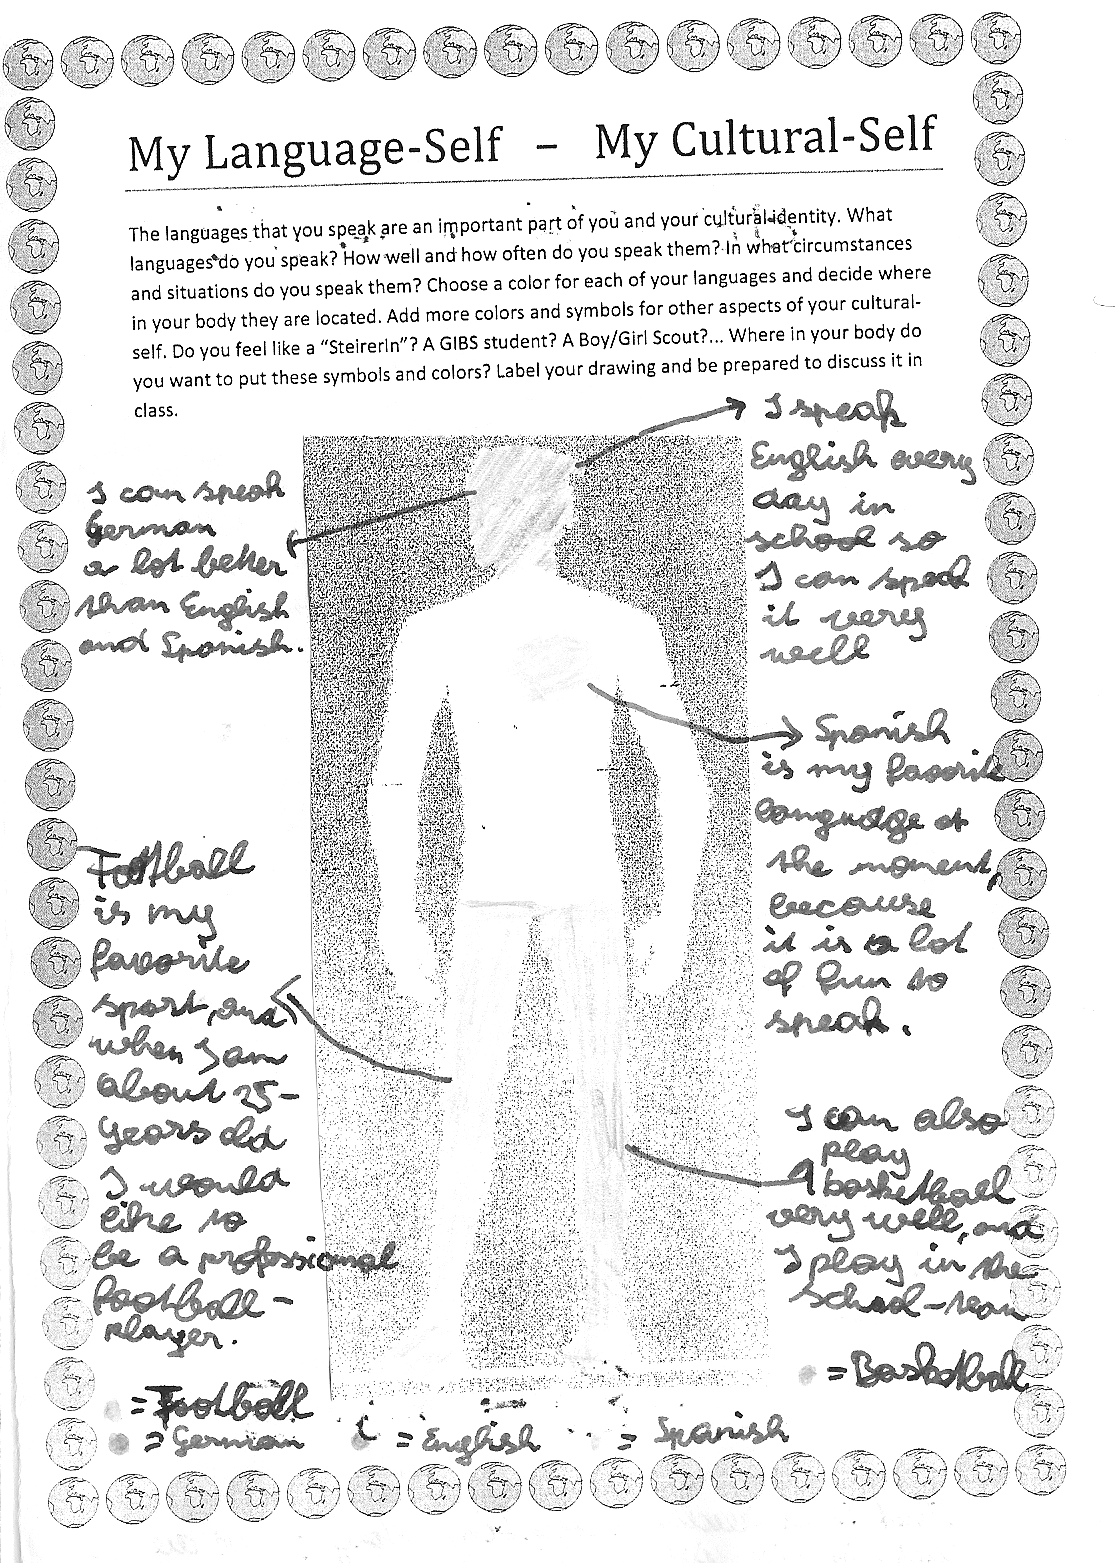 My Language-Self – My Cultural-Self
The languages that you speak are an important part of you and your cultural identity. What
languages do you speak? How well and how often do you speak them? In what circumstances
and situations do you speak them? Choose a color for each of your languages and decide where
in your body they are located. Add more colors and symbols for other aspects of your cultural-
self. Do you feel like a "SteirerIn"? A GIBS student? A Boy/Girl Scout?... Where in your body do
you want to put these symbols and colors? Label your drawing and be prepared to discuss it in
class.
I can speak
German
a lot better
than English
and Spanish.
I speak
English every
day in
school so
I can speak
it very
well
Spanish
is my favorite
language at
the moment,
because
it is a lot
of fun to
speak.
Football
is my
favorite
sport, and
when I am
about 25-
years old
I would
like to
be a professional
football-
player.
I can also
play
basketball
very well, and
I play in the
school-team
= Basketball
= Football
= German = English = Spanish